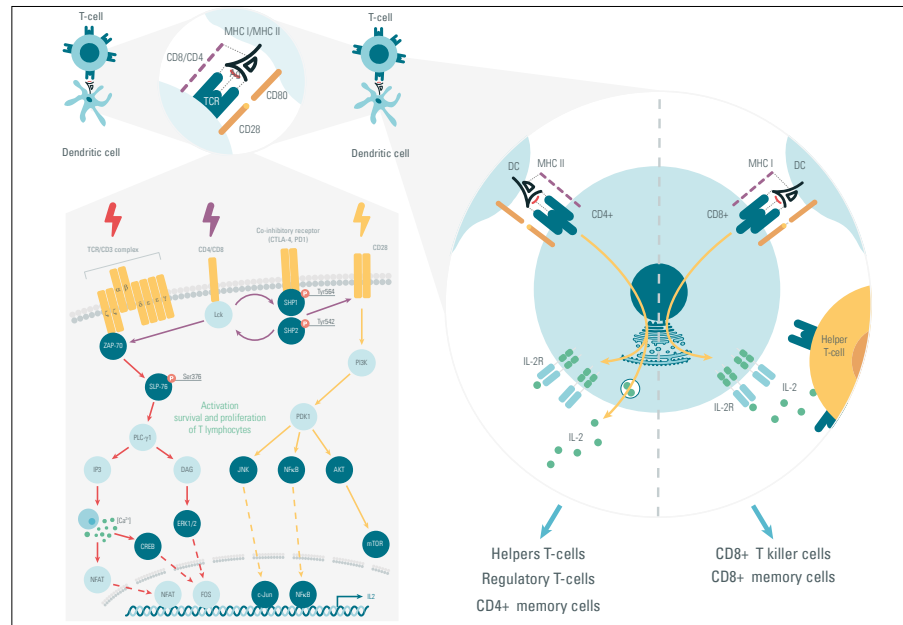 T-cell
Dendritic cell
MHC I/MHC II
CD8/CD4
TCR
CD80
CD28
T-cell
Dendritic cell
TCR/CD3 complex
CD4/CD8
Co-inhibitory receptor
(CTLA-4, PD1)
CD28
α β
ζ ζ
δ ε ε γ
Lck
SHP1
P
Tyr564
SHP2
P
Tyr542
ZAP-70
SLP-76
P
Ser376
PI3K
Activation
survival and proliferation
of T lymphocytes
PDK1
PLC-γ1
IP3
DAG
JNK
NFκB
AKT
[Ca²⁺]
CREB
ERK1/2
mTOR
NFAT
NFAT
FOS
c-Jun
NFκB
IL2
DC
MHC II
CD4+
MHC I
DC
CD8+
IL-2R
IL-2
IL-2R
IL-2
Helper
T-cell
Helpers T-cells
Regulatory T-cells
CD4+ memory cells
CD8+ T killer cells
CD8+ memory cells